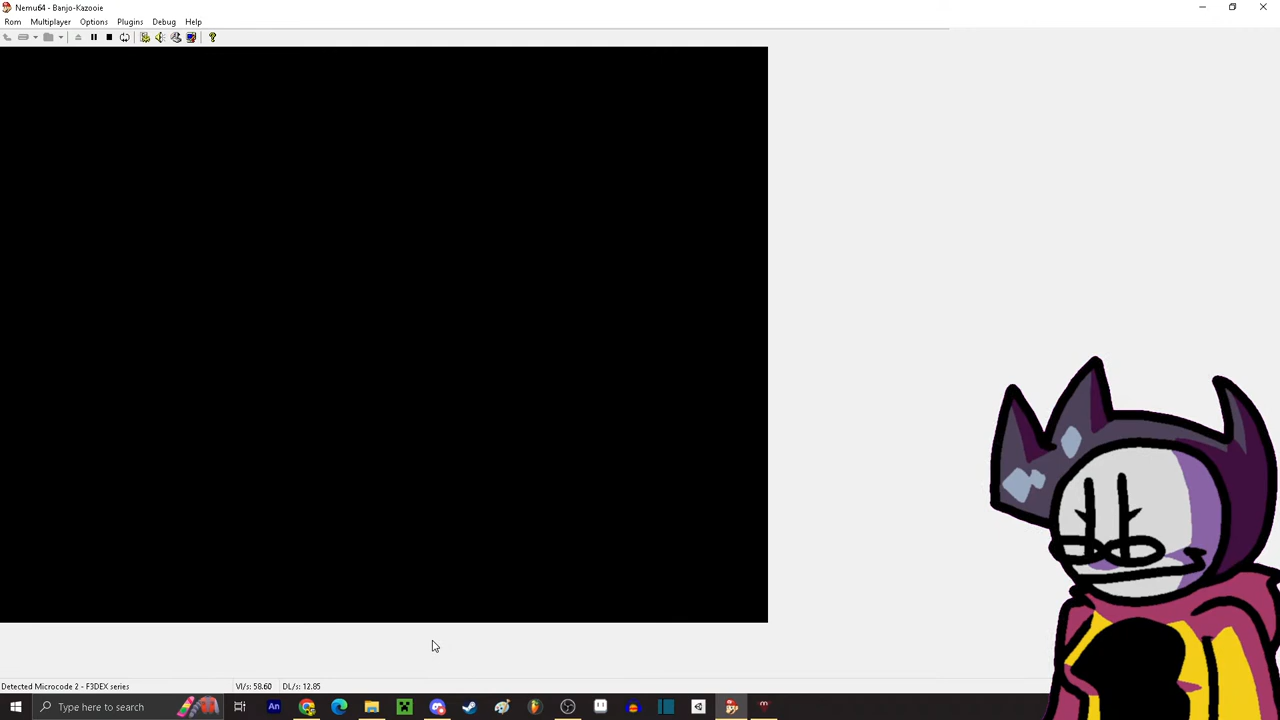 Nemu64 - Banjo-Kazooie
Rom Multiplayer Options Plugins Debug Help
Detected Microcode 2 - F3DEX series VI/s: 58.60 DL/s: 12.85
Type here to search
An